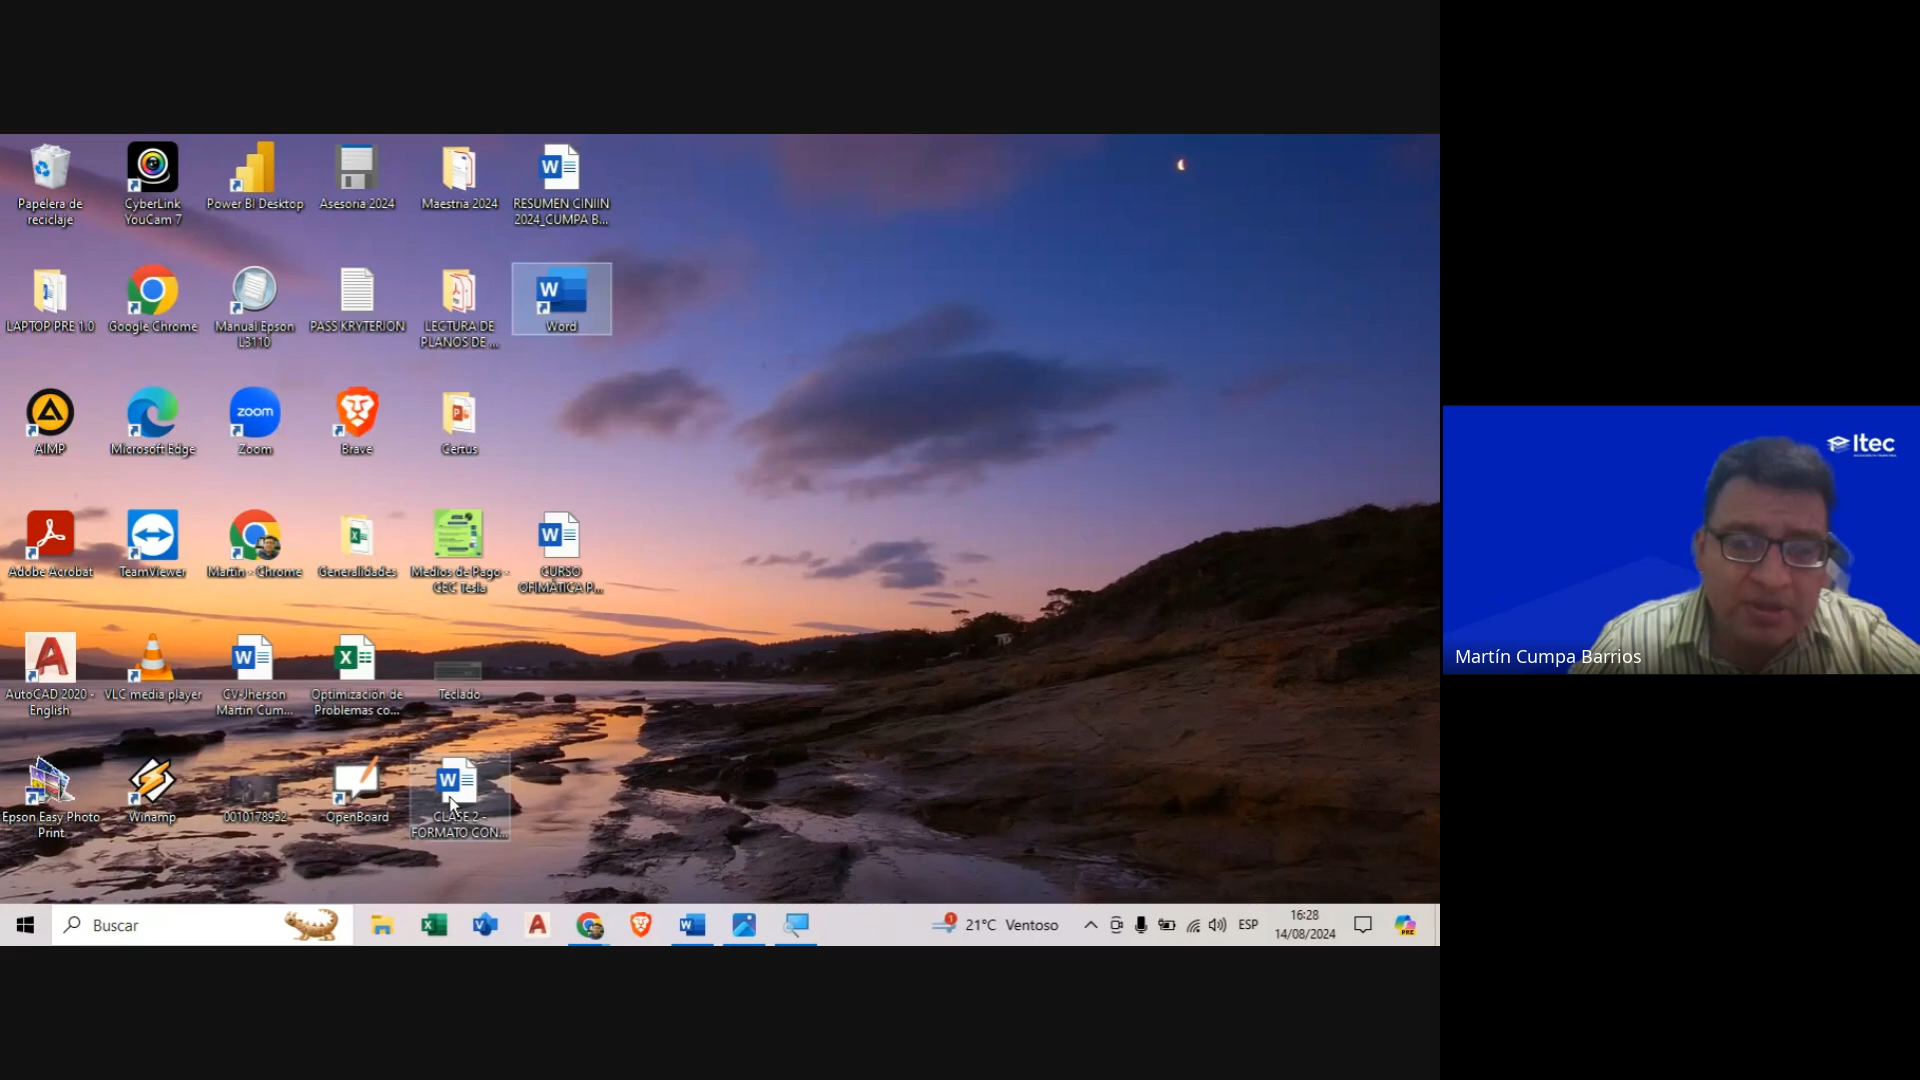 Papelera de
reciclaje
CyberLink
YouCam 7
Power BI Desktop
Asesoria 2024
Maestria 2024
RESUMEN CINIIN
2024_CUMPA B...
LAPTOP PRE 1.0
Google Chrome
Manual Epson
L3110
PASS KRYTERION
LECTURA DE
PLANOS DE ...
Word
AIMP
Microsoft Edge
zoom
Zoom
Brave
Certus
Adobe Acrobat
TeamViewer
Martin - Chrome
Generalidades
Medios de Pago -
CEC Tesla
CURSO
OFIMÁTICA P...
AutoCAD 2020 -
English
VLC media player
CV-Jherson
Martin Cum...
Optimización de
Problemas co...
Teclado
Epson Easy Photo
Print
Winamp
0010178952
OpenBoard
CLASE 2 -
FORMATO CON...
Buscar
21°C Ventoso
ESP
16:28
14/08/2024
PRE
Itec
Martín Cumpa Barrios